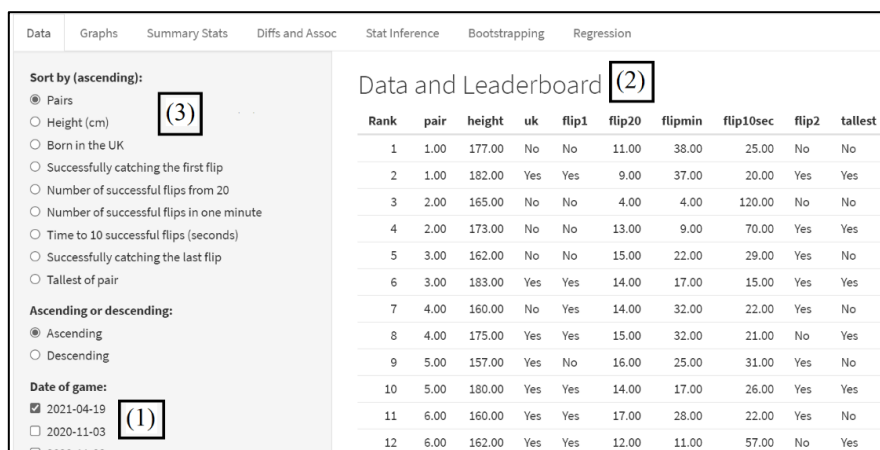 Data Graphs Summary Stats Diffs and Assoc Stat Inference Bootstrapping Regression
Sort by (ascending):
Pairs
Height (cm)
Born in the UK
Successfully catching the first flip
Number of successful flips from 20
Number of successful flips in one minute
Time to 10 successful flips (seconds)
Successfully catching the last flip
Tallest of pair
(3)
Ascending or descending:
Ascending
Descending
Date of game:
2021-04-19
2020-11-03
(1)
Data and Leaderboard (2)
Rank pair height uk flip1 flip20 flipmin flip10sec flip2 tallest
1 1.00 177.00 No No 11.00 38.00 25.00 No No
2 1.00 182.00 Yes Yes 9.00 37.00 20.00 Yes Yes
3 2.00 165.00 No No 4.00 4.00 120.00 No No
4 2.00 173.00 No No 13.00 9.00 70.00 Yes Yes
5 3.00 162.00 No No 15.00 22.00 29.00 Yes No
6 3.00 183.00 Yes Yes 14.00 17.00 15.00 Yes Yes
7 4.00 160.00 No Yes 14.00 32.00 22.00 Yes No
8 4.00 175.00 Yes Yes 15.00 32.00 21.00 No Yes
9 5.00 157.00 Yes No 16.00 25.00 31.00 Yes No
10 5.00 180.00 Yes Yes 14.00 17.00 26.00 Yes Yes
11 6.00 160.00 Yes Yes 17.00 28.00 22.00 Yes No
12 6.00 162.00 Yes Yes 12.00 11.00 57.00 No Yes